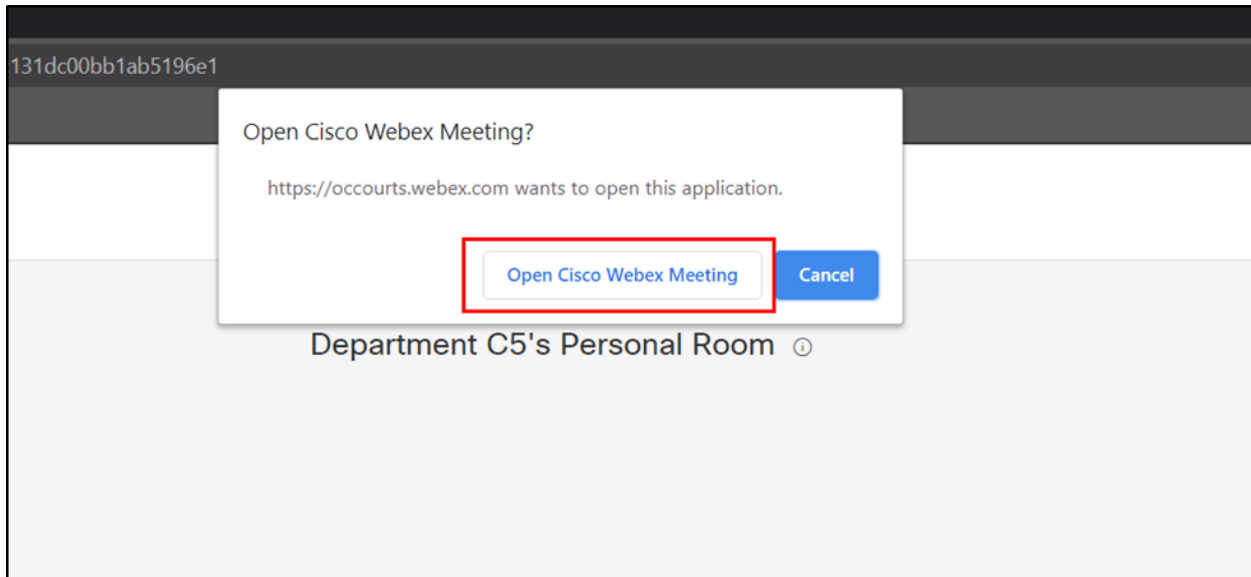 131dc00bb1ab5196e1
Open Cisco Webex Meeting?
https://occourts.webex.com wants to open this application.
Open Cisco Webex Meeting
Cancel
Department C5's Personal Room